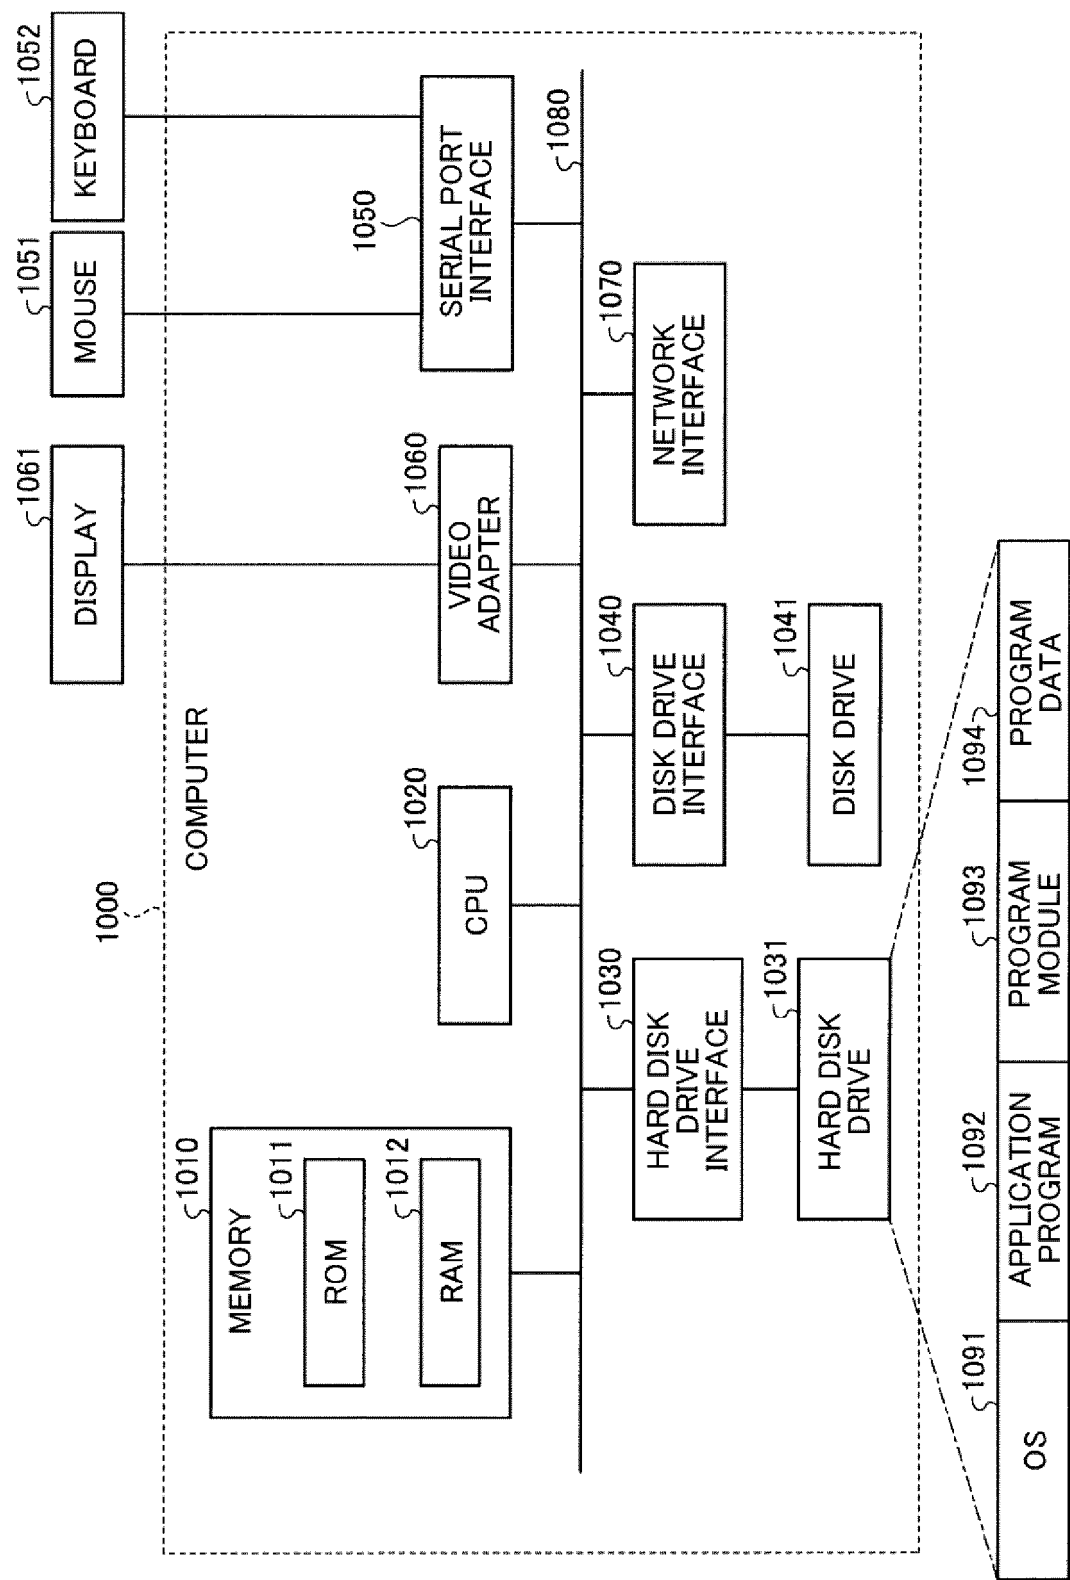 1000
COMPUTER
1010
MEMORY
1011
ROM
1012
RAM
1020
CPU
1061
DISPLAY
1060
VIDEO
ADAPTER
1051
MOUSE
1052
KEYBOARD
1050
SERIAL PORT
INTERFACE
1080
1030
HARD DISK
DRIVE
INTERFACE
1031
HARD DISK
DRIVE
1040
DISK DRIVE
INTERFACE
1041
DISK DRIVE
1070
NETWORK
INTERFACE
1091
OS
1092
APPLICATION
PROGRAM
1093
PROGRAM
MODULE
1094
PROGRAM
DATA